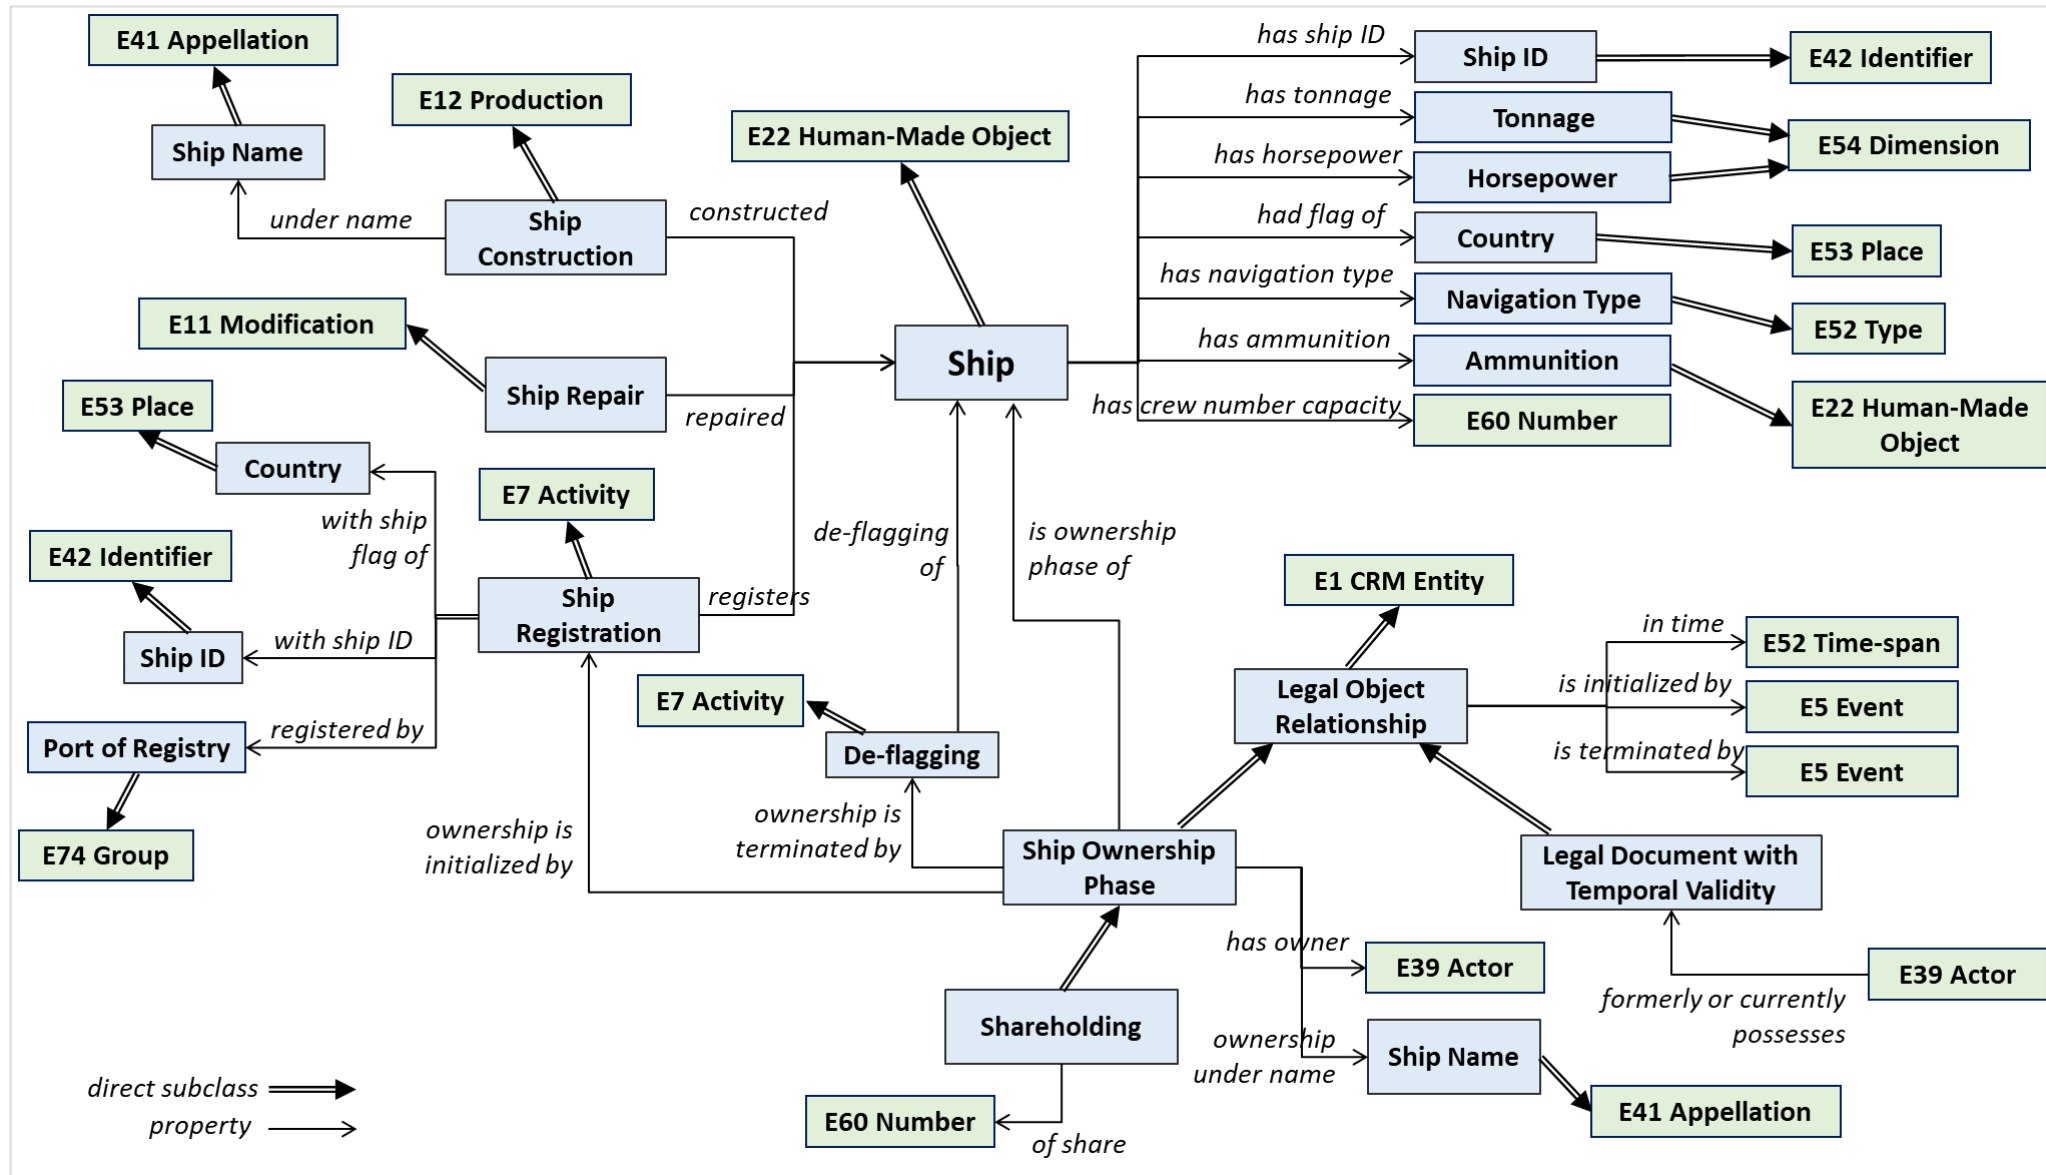 E41 Appellation
E12 Production
E22 Human-Made Object
Ship Name
under name
Ship
Construction
constructed
E11 Modification
Ship Repair
repaired
Ship
has ship ID
Ship ID
E42 Identifier
has tonnage
Tonnage
E54 Dimension
has horsepower
Horsepower
had flag of
Country
E53 Place
has navigation type
Navigation Type
E52 Type
has ammunition
Ammunition
E22 Human-Made
Object
has crew number capacity
E60 Number
E53 Place
Country
with ship
flag of
E7 Activity
E42 Identifier
Ship ID
with ship ID
Ship
Registration
registers
Port of Registry
registered by
E74 Group
de-flagging
of
is ownership
phase of
E7 Activity
De-flagging
ownership is
initialized by
ownership is
terminated by
E1 CRM Entity
Legal Object
Relationship
in time
E52 Time-span
is initialized by
E5 Event
is terminated by
E5 Event
Ship Ownership
Phase
Legal Document with
Temporal Validity
has owner
E39 Actor
E39 Actor
formerly or currently
possesses
Shareholding
ownership
under name
Ship Name
E41 Appellation
E60 Number
of share
direct subclass
property